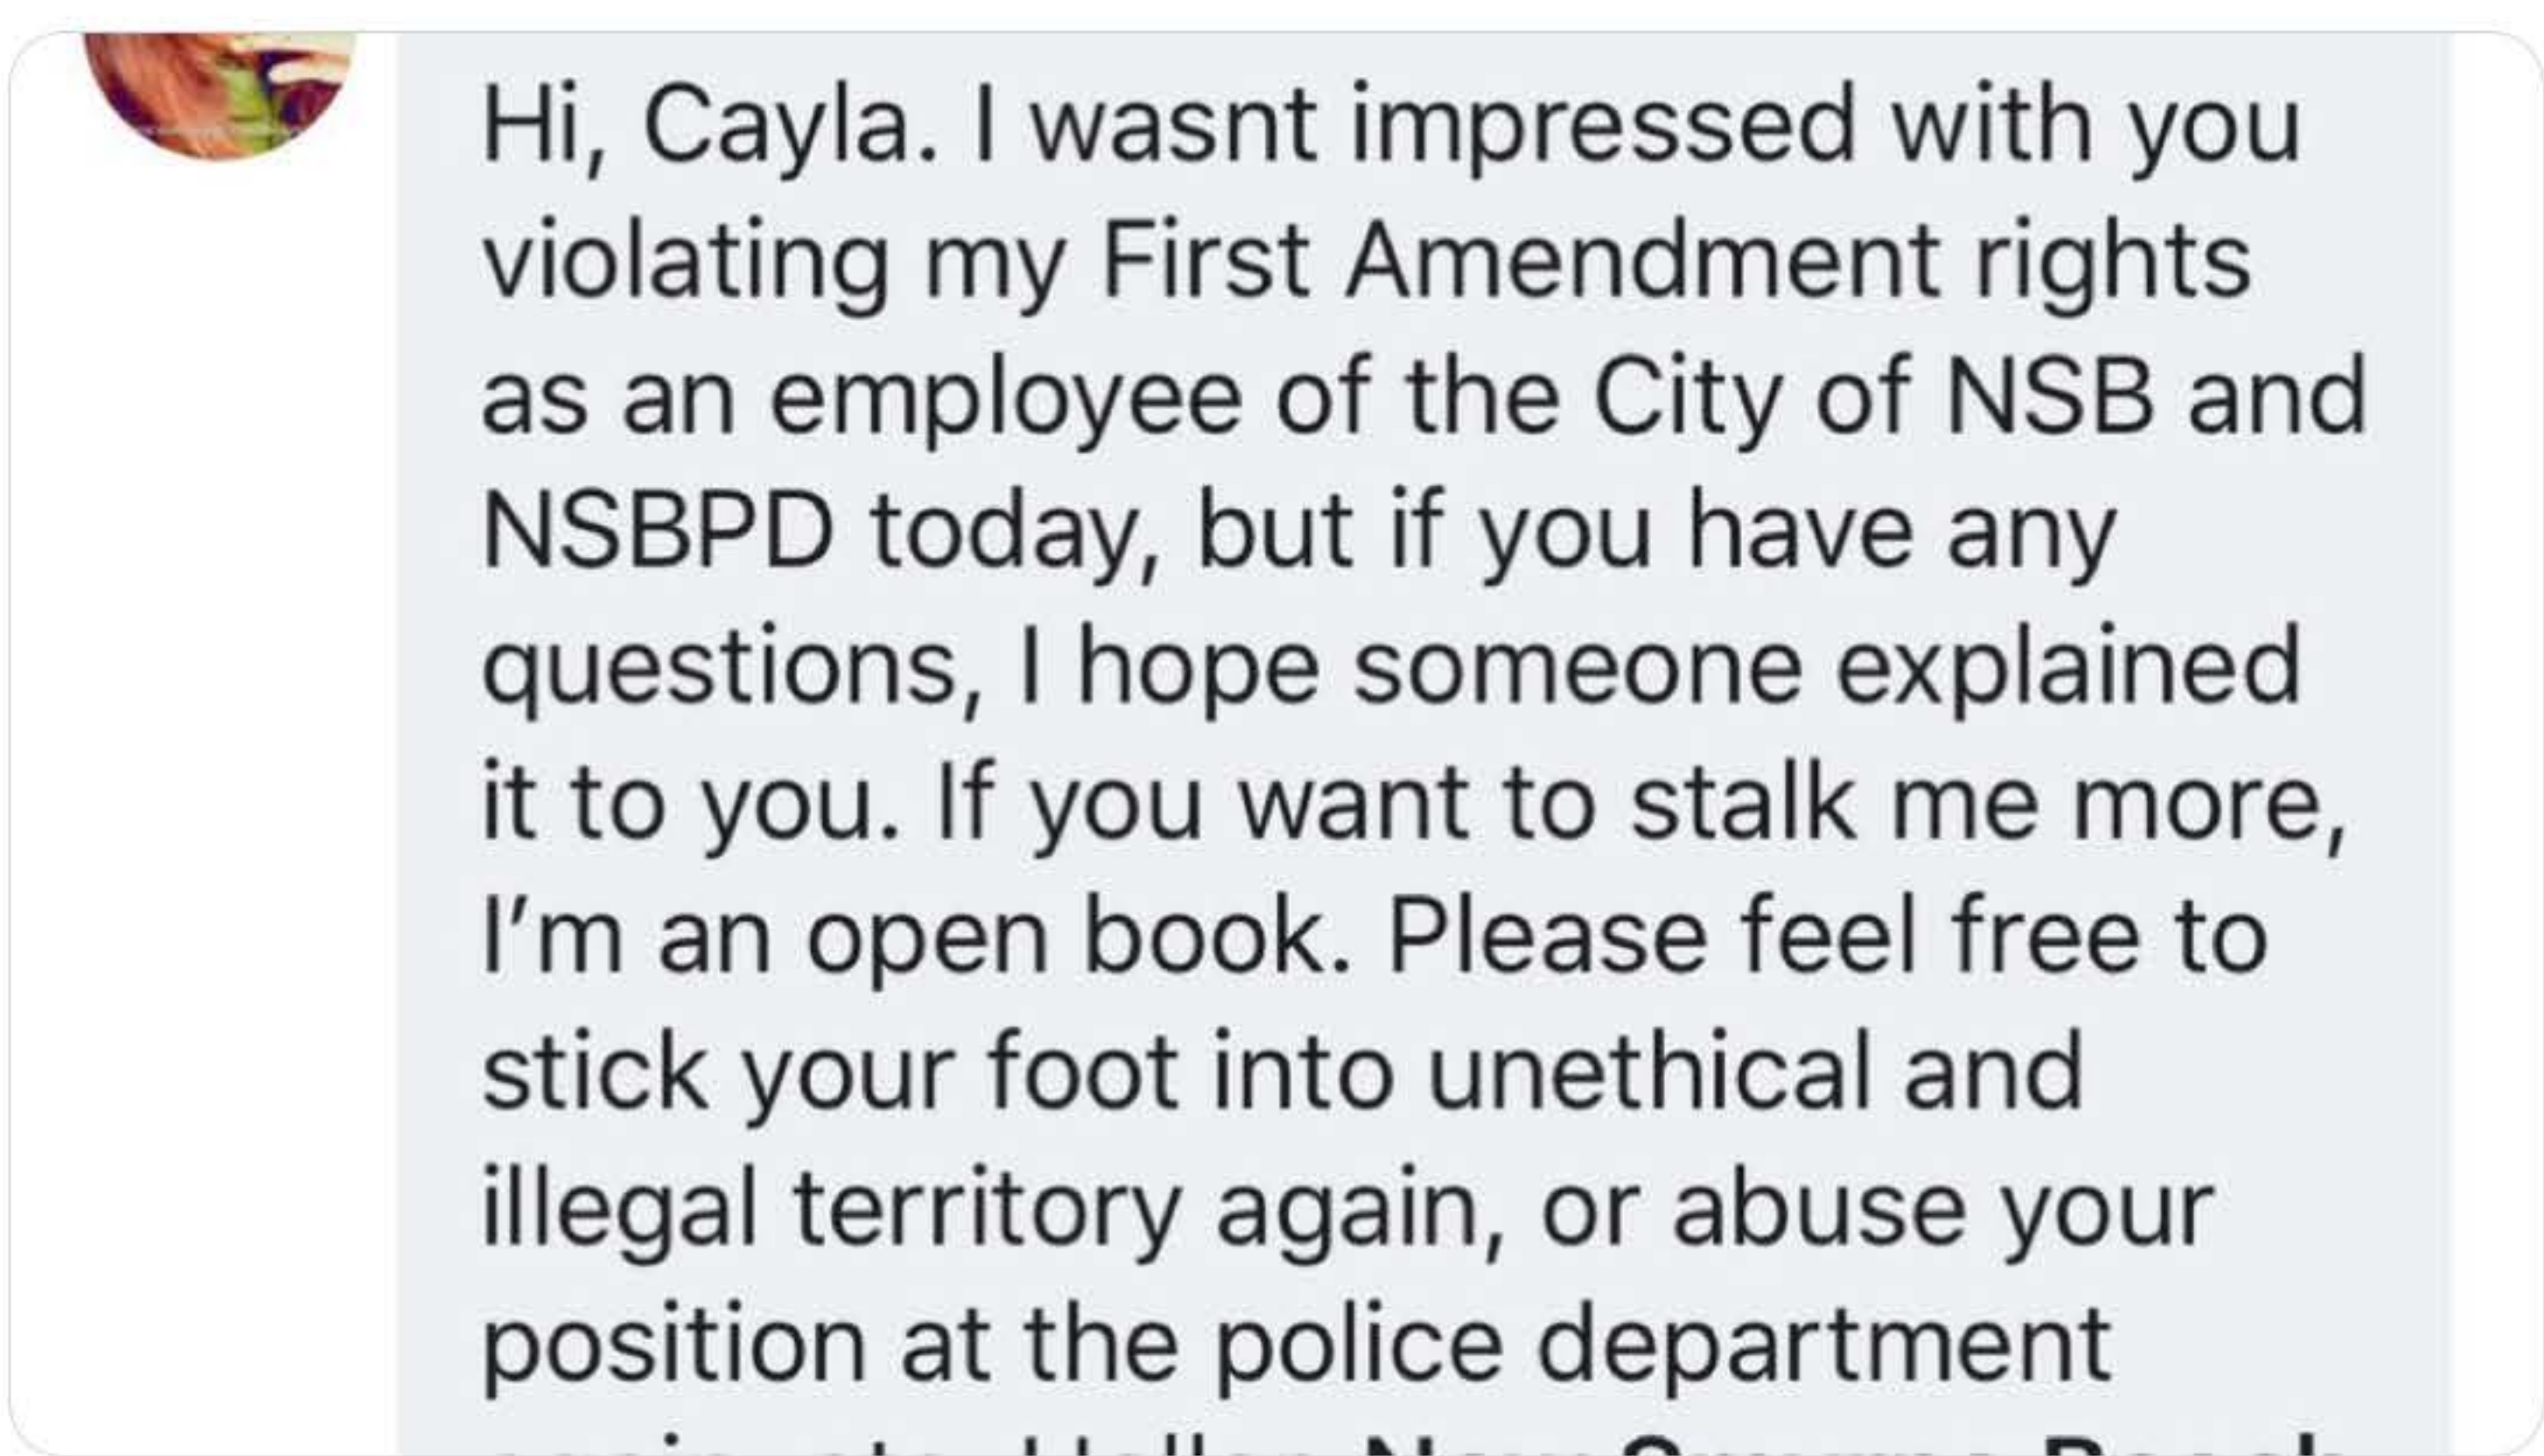 Hi, Cayla. I wasnt impressed with you
violating my First Amendment rights
as an employee of the City of NSB and
NSBPD today, but if you have any
questions, I hope someone explained
it to you. If you want to stalk me more,
I’m an open book. Please feel free to
stick your foot into unethical and
illegal territory again, or abuse your
position at the police department